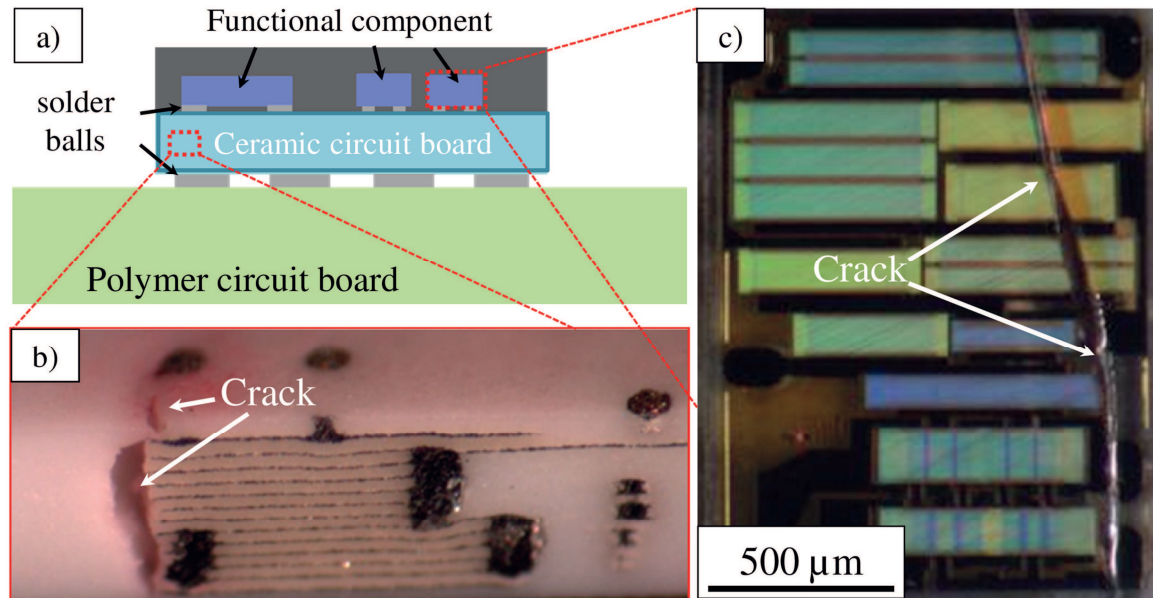 a)
Functional component
solder
balls
Ceramic circuit board
Polymer circuit board
b)
Crack
c)
Crack
500 µm